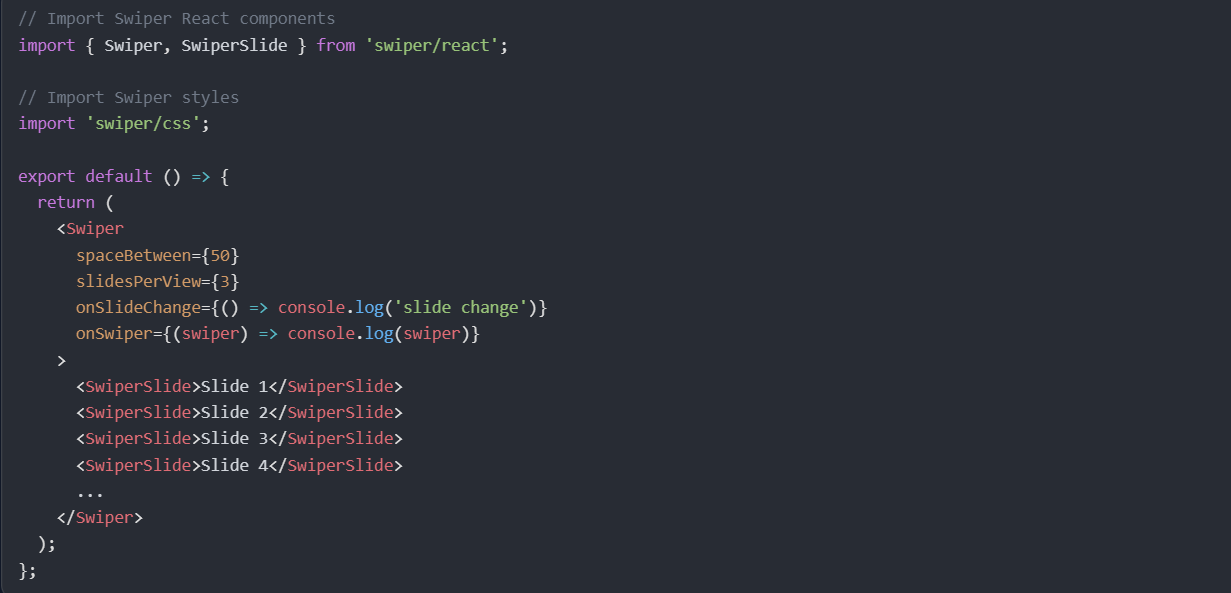 // Import Swiper React components
import { Swiper, SwiperSlide } from 'swiper/react';

// Import Swiper styles
import 'swiper/css';

export default () => {
  return (
    <Swiper
      spaceBetween={50}
      slidesPerView={3}
      onSlideChange={() => console.log('slide change')}
      onSwiper={(swiper) => console.log(swiper)}
    >
      <SwiperSlide>Slide 1</SwiperSlide>
      <SwiperSlide>Slide 2</SwiperSlide>
      <SwiperSlide>Slide 3</SwiperSlide>
      <SwiperSlide>Slide 4</SwiperSlide>
      ...
    </Swiper>
  );
};